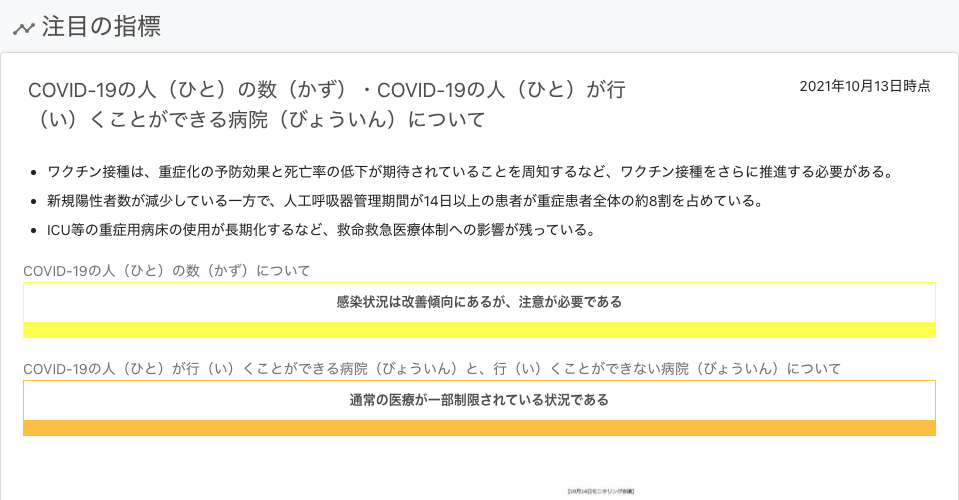 注目の指標
COVID-19の人（ひと）の数（かず）・COVID-19の人（ひと）が行
（い）くことができる病院（びょういん）について
2021年10月13日時点
ワクチン接種は、重症化の予防効果と死亡率の低下が期待されていることを周知するなど、ワクチン接種をさらに推進する必要がある。
新規陽性者数が減少している一方で、人工呼吸器管理期間が14日以上の患者が重症患者全体の約8割を占めている。
ICU等の重症用病床の使用が長期化するなど、救命救急医療体制への影響が残っている。
COVID-19の人（ひと）の数（かず）について
感染状況は改善傾向にあるが、注意が必要である
COVID-19の人（ひと）が行（い）くことができる病院（びょういん）と、行（い）くことができない病院（びょういん）について
通常の医療が一部制限されている状況である
【10月14日モニタリング会議】